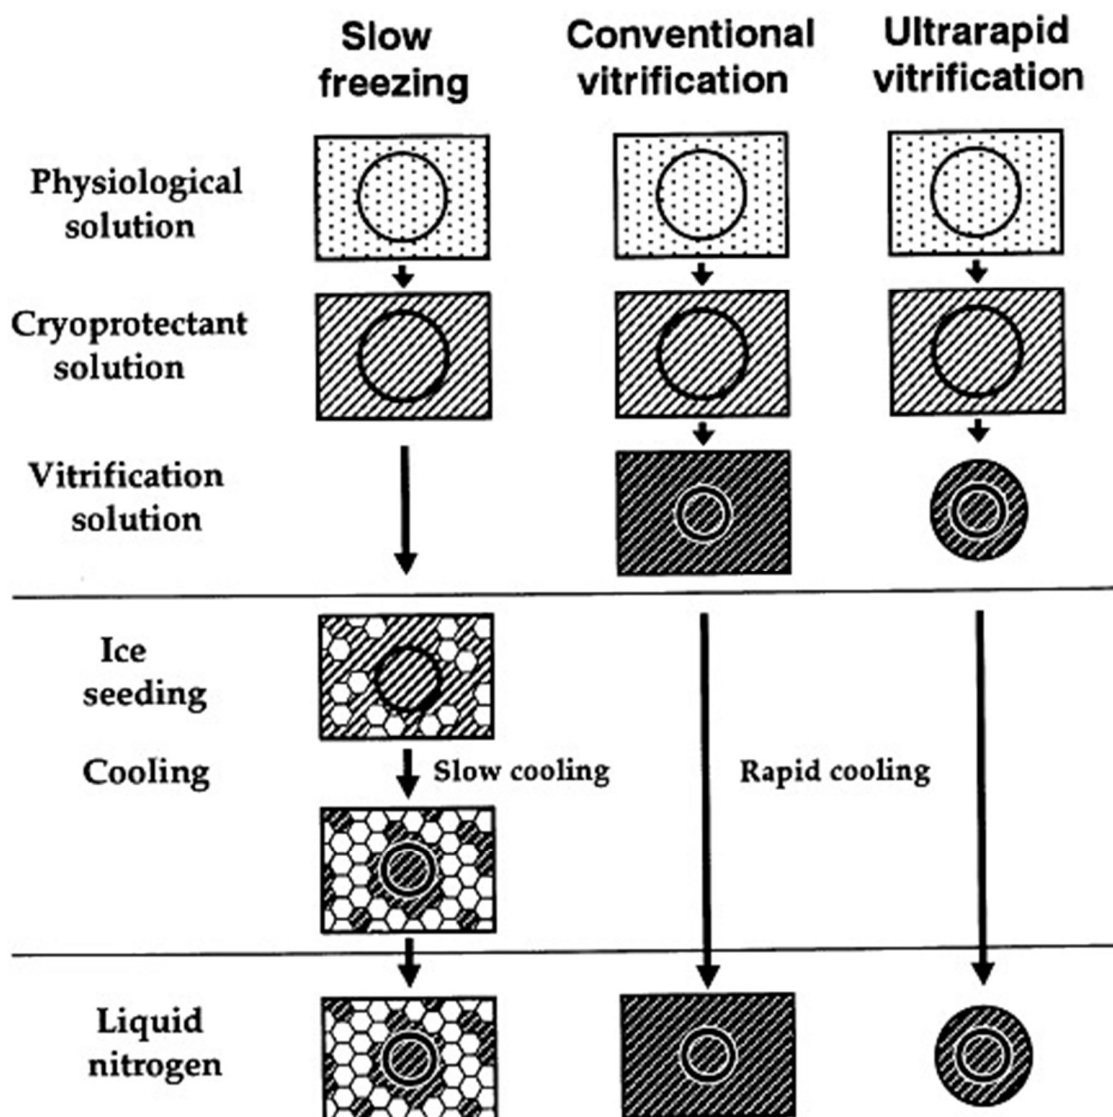 Slow
freezing
Conventional
vitrification
Ultrarapid
vitrification
Physiological
solution
Cryoprotectant
solution
Vitrification
solution
Ice
seeding
Cooling
Slow cooling
Rapid cooling
Liquid
nitrogen